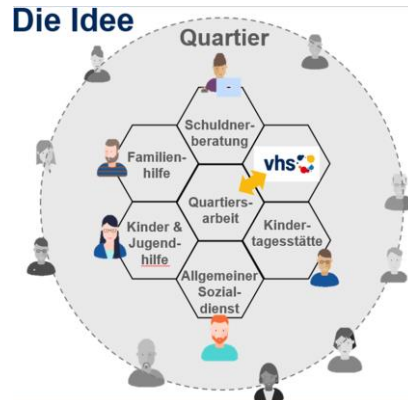 Die Idee
Quartier
Schuldner-
beratung
Familien-
hilfe
vhs
Quartiers-
arbeit
Kinder &
Jugend-
hilfe
Kinder-
tagesstätte
Allgemeiner
Sozial-
dienst